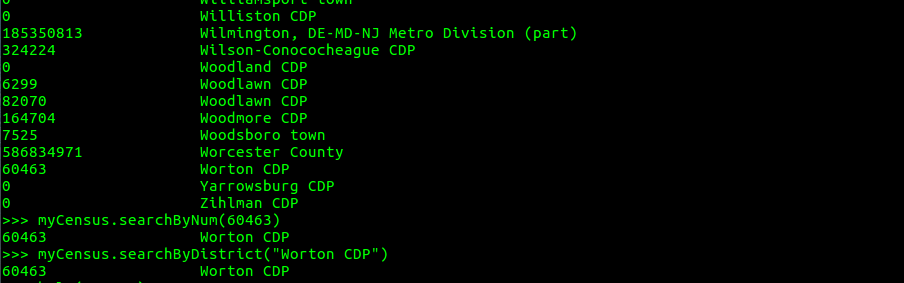 0                     Williamsport town
0                     Williston CDP
185350813             Wilmington, DE-MD-NJ Metro Division (part)
324224                Wilson-Conococheague CDP
0                     Woodland CDP
6299                  Woodlawn CDP
82070                 Woodlawn CDP
164704                Woodmore CDP
7525                  Woodsboro town
586834971             Worcester County
60463                 Worton CDP
0                     Yarrowsburg CDP
0                     Zihlman CDP
>>> myCensus.searchByNum(60463)
60463                 Worton CDP
>>> myCensus.searchByDistrict("Worton CDP")
60463                 Worton CDP